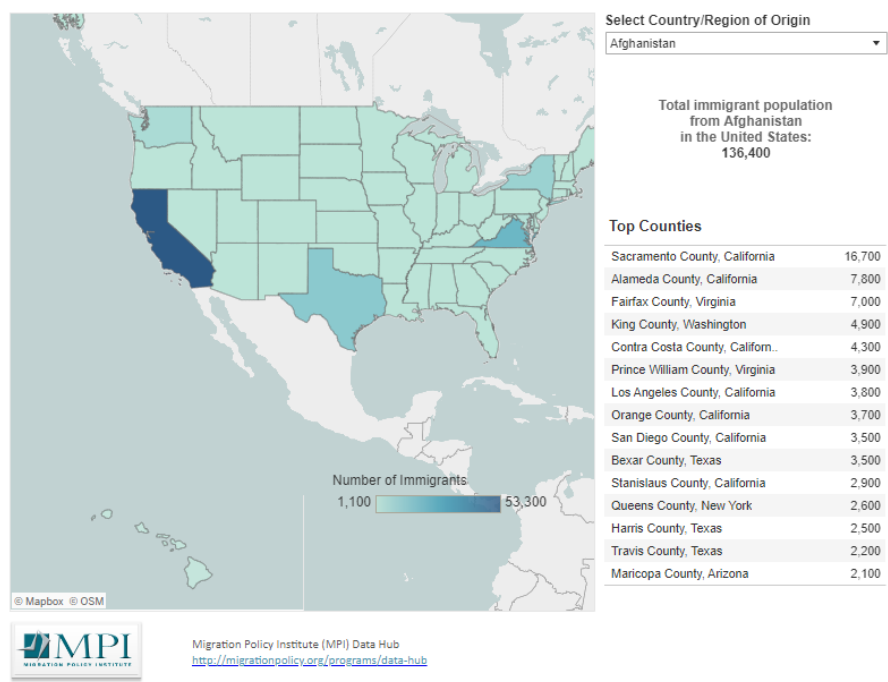 Select Country/Region of Origin
Afghanistan
Total immigrant population
from Afghanistan
in the United States:
136,400
Top Counties
Sacramento County, California 16,700
Alameda County, California 7,800
Fairfax County, Virginia 7,000
King County, Washington 4,900
Contra Costa County, Californ.. 4,300
Prince William County, Virginia 3,900
Los Angeles County, California 3,800
Orange County, California 3,700
San Diego County, California 3,500
Bexar County, Texas 3,500
Stanislaus County, California 2,900
Queens County, New York 2,600
Harris County, Texas 2,500
Travis County, Texas 2,200
Maricopa County, Arizona 2,100
Number of Immigrants
1,100 53,300
© Mapbox © OSM
MPI
MIGRATION POLICY INSTITUTE
Migration Policy Institute (MPI) Data Hub
http://migrationpolicy.org/programs/data-hub